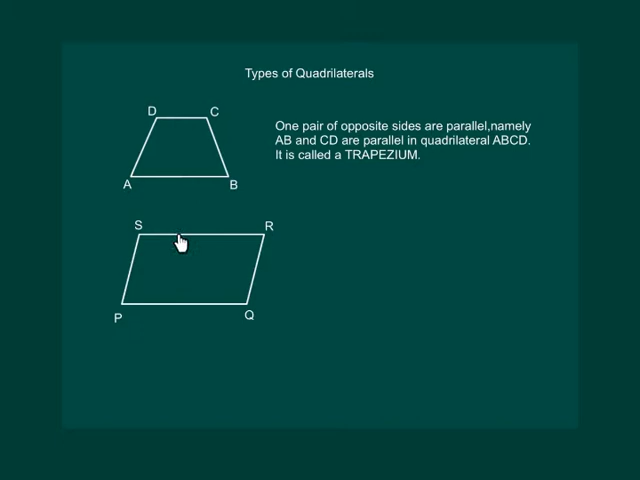 Types of Quadrilaterals
D C
One pair of opposite sides are parallel,namely
AB and CD are parallel in quadrilateral ABCD.
It is called a TRAPEZIUM.
A B
S R
P Q